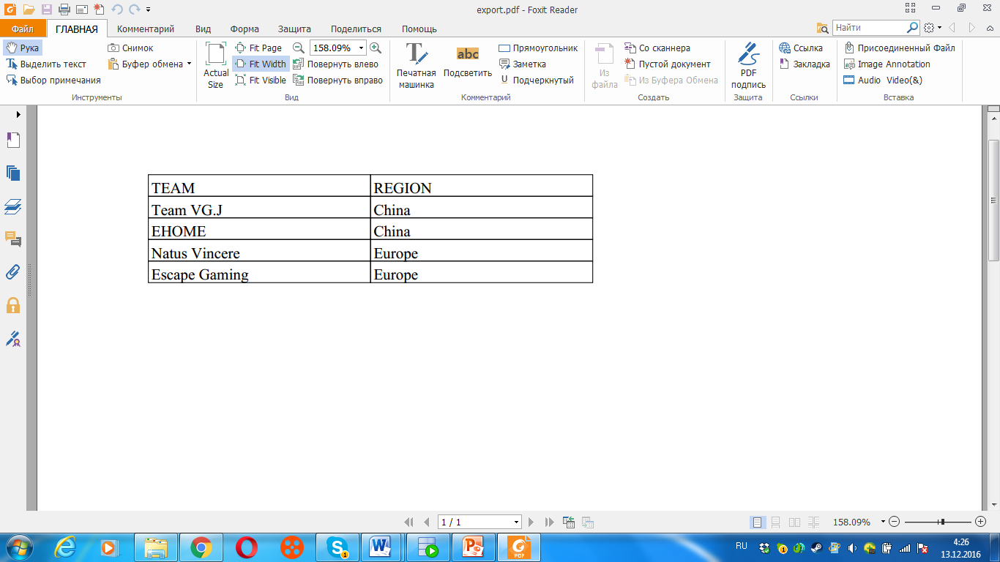 export.pdf - Foxit Reader
Файл ГЛАВНАЯ Комментарий Вид Форма Защита Поделиться Помощь Найти
Рука Снимок Fit Page 158.09% Прямоугольник Со сканнера Ссылка Присоединенный Файл
Выделить текст Буфер обмена Fit Width Повернуть влево Заметка Пустой документ Закладка Image Annotation
Выбор примечания Fit Visible Повернуть вправо Подчеркнутый Из Буфера Обмена Audio Video(&)
Actual Size
abc
Печатная машинка
Подсветить
Из файла
PDF подпись
Инструменты Вид Комментарий Создать Защита Ссылки Вставка
TEAM REGION
Team VG.J China
EHOME China
Natus Vincere Europe
Escape Gaming Europe
1 / 1 158.09%
RU 4:26
13.12.2016